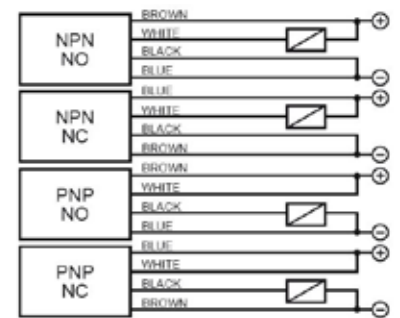 NPN
NO
BROWN
WHITE
BLACK
BLUE
+
-
NPN
NC
BLUE
WHITE
BLACK
BROWN
+
-
PNP
NO
BROWN
WHITE
BLACK
BLUE
+
-
PNP
NC
BLUE
WHITE
BLACK
BROWN
+
-